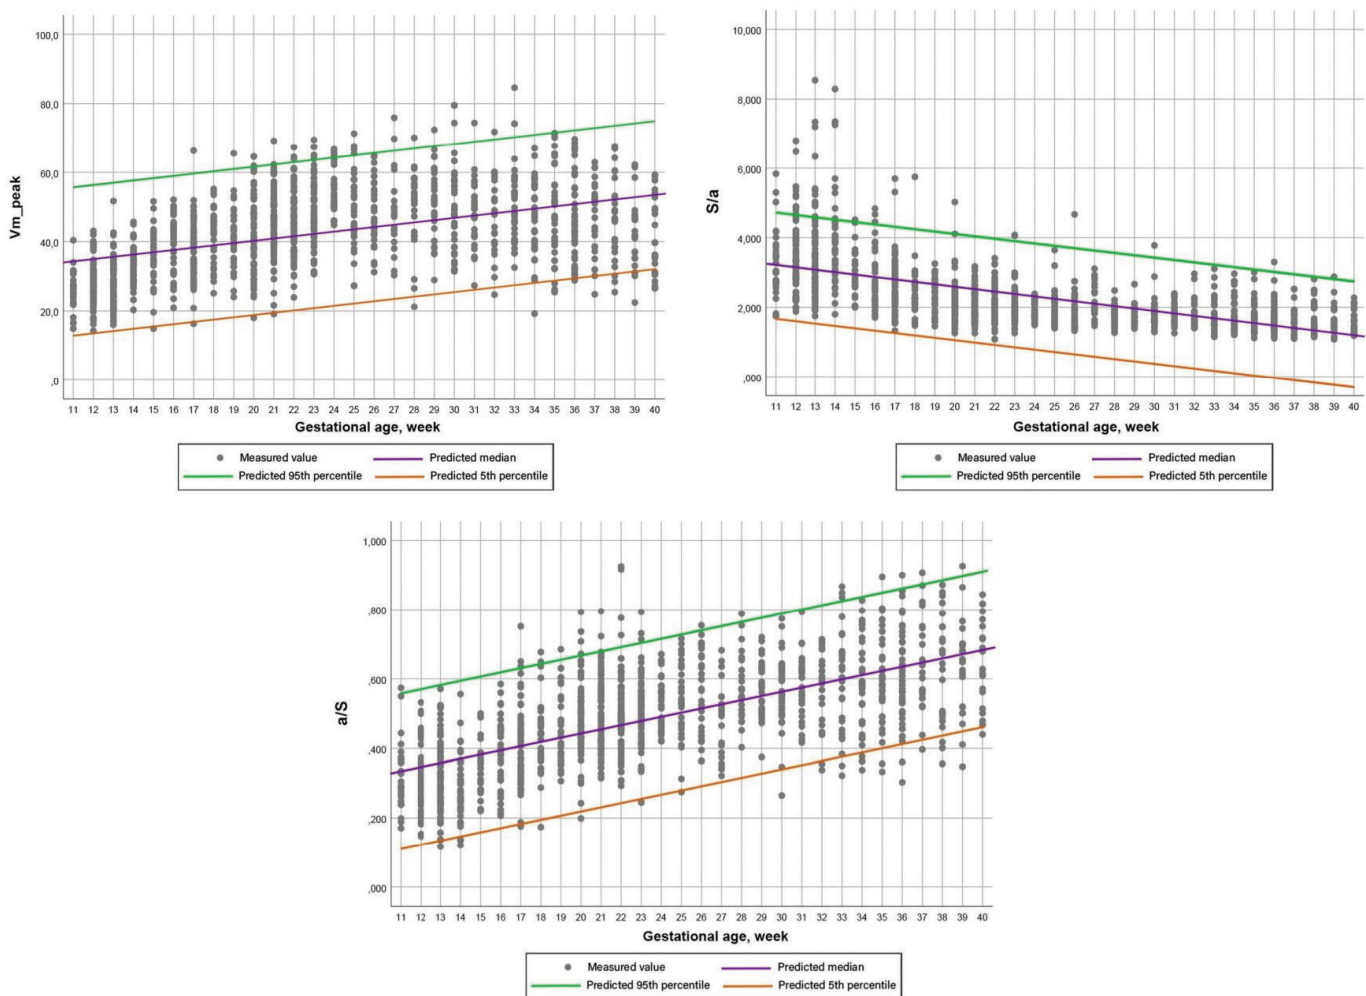 Vm_peak
100,0
80,0
60,0
40,0
20,0
,0
11 12 13 14 15 16 17 18 19 20 21 22 23 24 25 26 27 28 29 30 31 32 33 34 35 36 37 38 39 40
Gestational age, week
Measured value Predicted median
Predicted 95th percentile Predicted 5th percentile
S/a
10,000
8,000
6,000
4,000
2,000
,000
11 12 13 14 15 16 17 18 19 20 21 22 23 24 25 26 27 28 29 30 31 32 33 34 35 36 37 38 39 40
Gestational age, week
Measured value Predicted median
Predicted 95th percentile Predicted 5th percentile
a/S
1,000
,800
,600
,400
,200
,000
11 12 13 14 15 16 17 18 19 20 21 22 23 24 25 26 27 28 29 30 31 32 33 34 35 36 37 38 39 40
Gestational age, week
Measured value Predicted median
Predicted 95th percentile Predicted 5th percentile